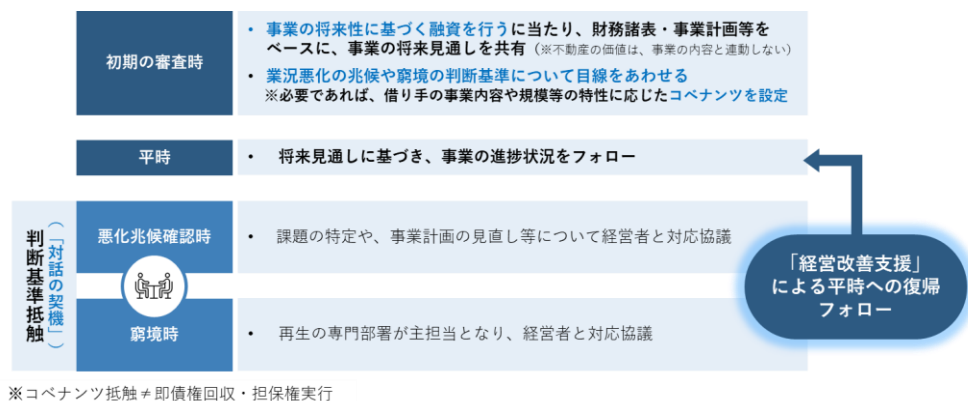 初期の審査時
• 事業の将来性に基づく融資を行うに当たり、財務諸表・事業計画等を
ベースに、事業の将来見通しを共有（※不動産の価値は、事業の内容と連動しない）
• 業況悪化の兆候や窮境の判断基準について目線をあわせる
※必要であれば、借り手の事業内容や規模等の特性に応じたコベナンツを設定
平時
• 将来見通しに基づき、事業の進捗状況をフォロー
判断基準抵触
（「対話の契機」）
悪化兆候確認時
• 課題の特定や、事業計画の見直し等について経営者と対応協議
窮境時
• 再生の専門部署が主担当となり、経営者と対応協議
「経営改善支援」
による平時への復帰
フォロー
※コベナンツ抵触≠即債権回収・担保権実行